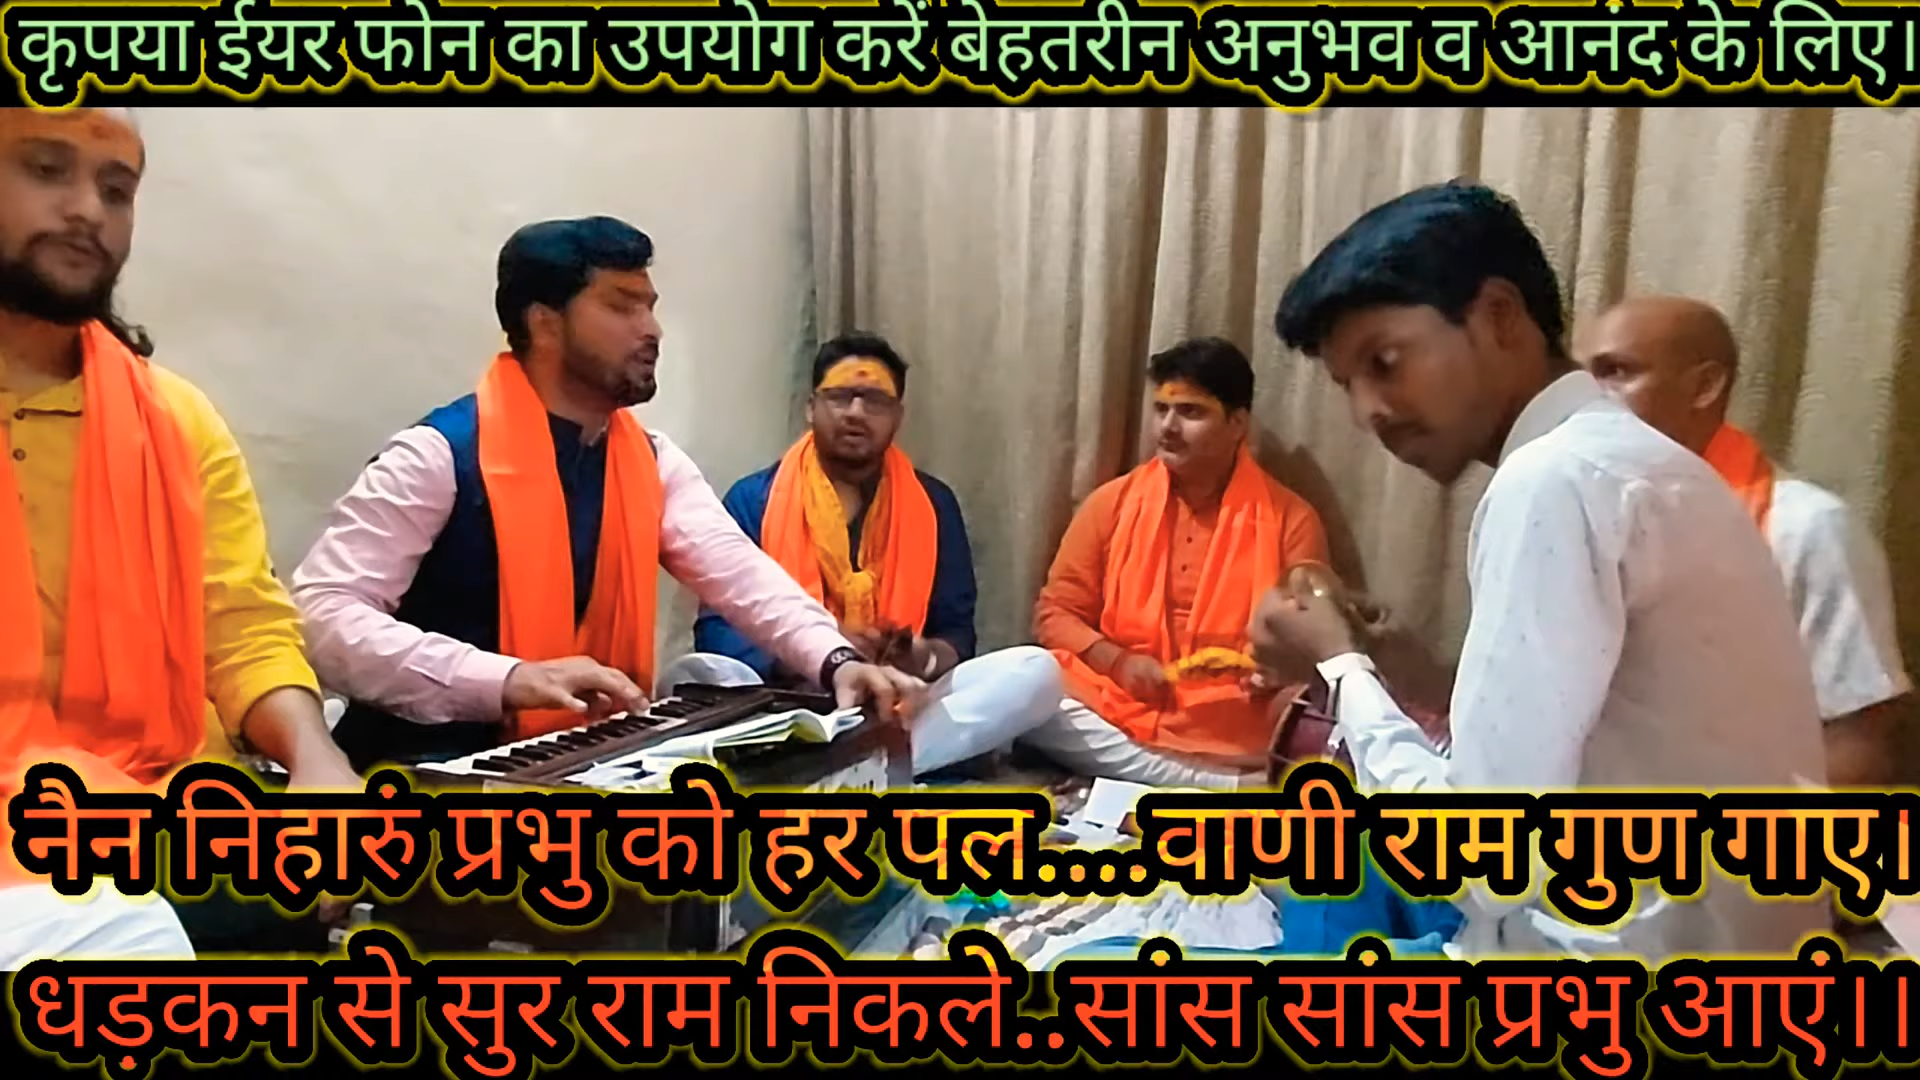 कृपया ईयर फोन का उपयोग करें बेहतरीन अनुभव व आनंद के लिए।
नैन निहारुं प्रभु को हर पल....वाणी राम गुण गाए।
धड़कन से सुर राम निकले..सांस सांस प्रभु आएं।।